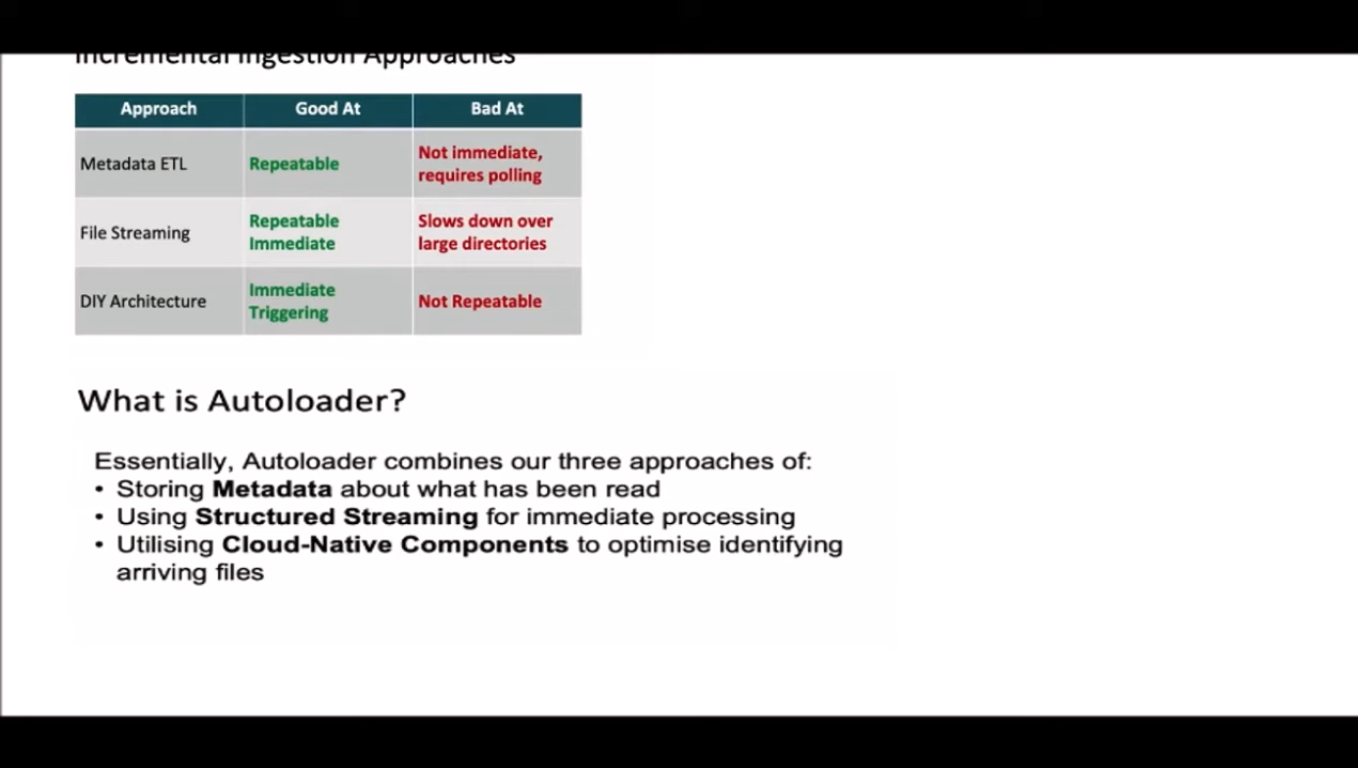 Incremental Ingestion Approaches
Approach Good At Bad At
Metadata ETL Repeatable Not immediate,
requires polling
File Streaming Repeatable Slows down over
Immediate large directories
DIY Architecture Immediate Not Repeatable
Triggering
What is Autoloader?
Essentially, Autoloader combines our three approaches of:
• Storing Metadata about what has been read
• Using Structured Streaming for immediate processing
• Utilising Cloud-Native Components to optimise identifying
arriving files